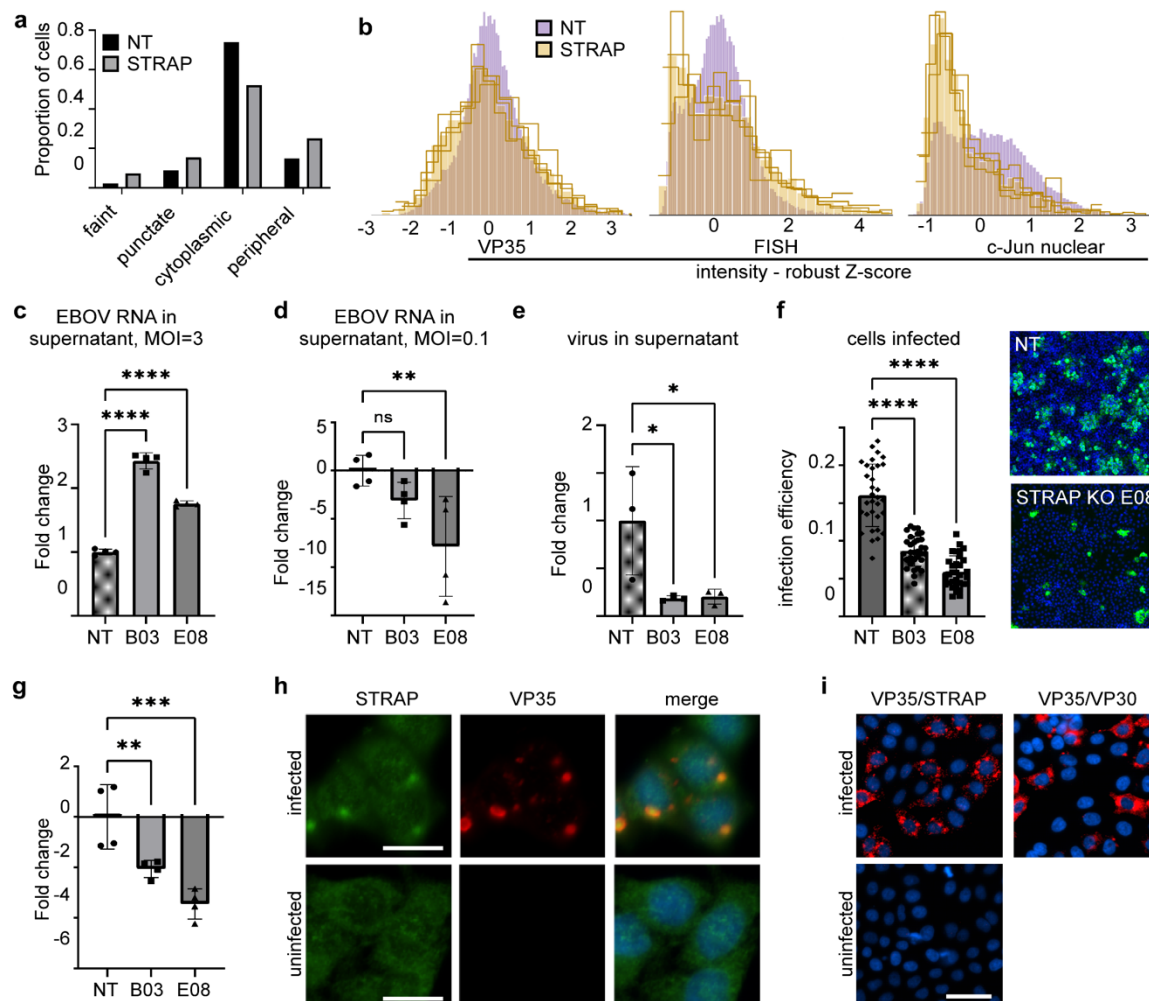 a
Proportion of cells
0.8
0.6
0.4
0.2
0
NT
STRAP
faint
punctate
cytoplasmic
peripheral
b
NT
STRAP
-3 -2 -1 0 1 2 3
VP35
0 2 4
FISH
-1 0 1 2 3
c-Jun nuclear
intensity - robust Z-score
c
EBOV RNA in
supernatant, MOI=3
****
****
Fold change
3
2
1
0
NT B03 E08
d
EBOV RNA in
supernatant, MOI=0.1
**
ns
Fold change
5
0
-5
-10
-15
NT B03 E08
e
virus in supernatant
*
*
Fold change
2
1
0
NT B03 E08
f
cells infected
****
****
infection efficiency
0.2
0.1
0
NT B03 E08
NT
STRAP KO E08
g
***
**
Fold change
2
0
-2
-4
-6
NT B03 E08
h
STRAP VP35 merge
infected
uninfected
i
VP35/STRAP VP35/VP30
infected
uninfected